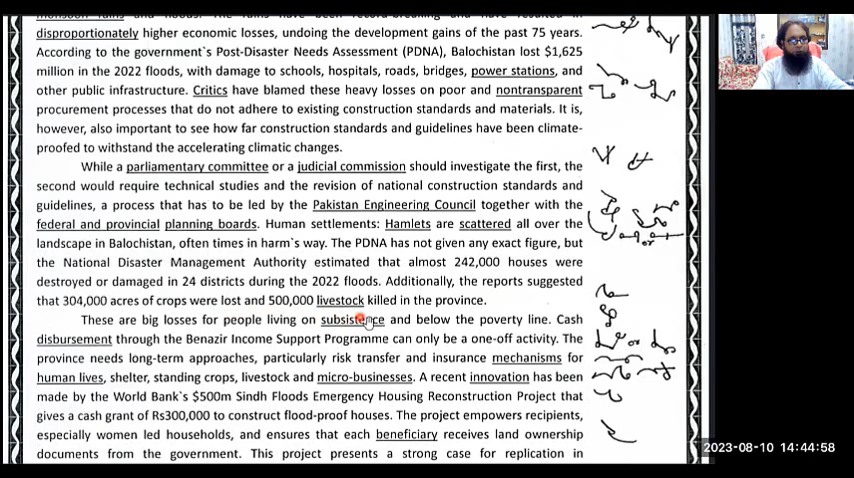 monsoon rains and floods. The rains have been record-breaking and have resulted in
disproportionately higher economic losses, undoing the development gains of the past 75 years.
According to the government`s Post-Disaster Needs Assessment (PDNA), Balochistan lost $1,625
million in the 2022 floods, with damage to schools, hospitals, roads, bridges, power stations, and
other public infrastructure. Critics have blamed these heavy losses on poor and nontransparent
procurement processes that do not adhere to existing construction standards and materials. It is,
however, also important to see how far construction standards and guidelines have been climate-
proofed to withstand the accelerating climatic changes.
While a parliamentary committee or a judicial commission should investigate the first, the
second would require technical studies and the revision of national construction standards and
guidelines, a process that has to be led by the Pakistan Engineering Council together with the
federal and provincial planning boards. Human settlements: Hamlets are scattered all over the
landscape in Balochistan, often times in harm`s way. The PDNA has not given any exact figure, but
the National Disaster Management Authority estimated that almost 242,000 houses were
destroyed or damaged in 24 districts during the 2022 floods. Additionally, the reports suggested
that 304,000 acres of crops were lost and 500,000 livestock killed in the province.
These are big losses for people living on subsistence and below the poverty line. Cash
disbursement through the Benazir Income Support Programme can only be a one-off activity. The
province needs long-term approaches, particularly risk transfer and insurance mechanisms for
human lives, shelter, standing crops, livestock and micro-businesses. A recent innovation has been
made by the World Bank`s $500m Sindh Floods Emergency Housing Reconstruction Project that
gives a cash grant of Rs300,000 to construct flood-proof houses. The project empowers recipients,
especially women led households, and ensures that each beneficiary receives land ownership
documents from the government. This project presents a strong case for replication in
or
or
2023-08-10 14:44:58